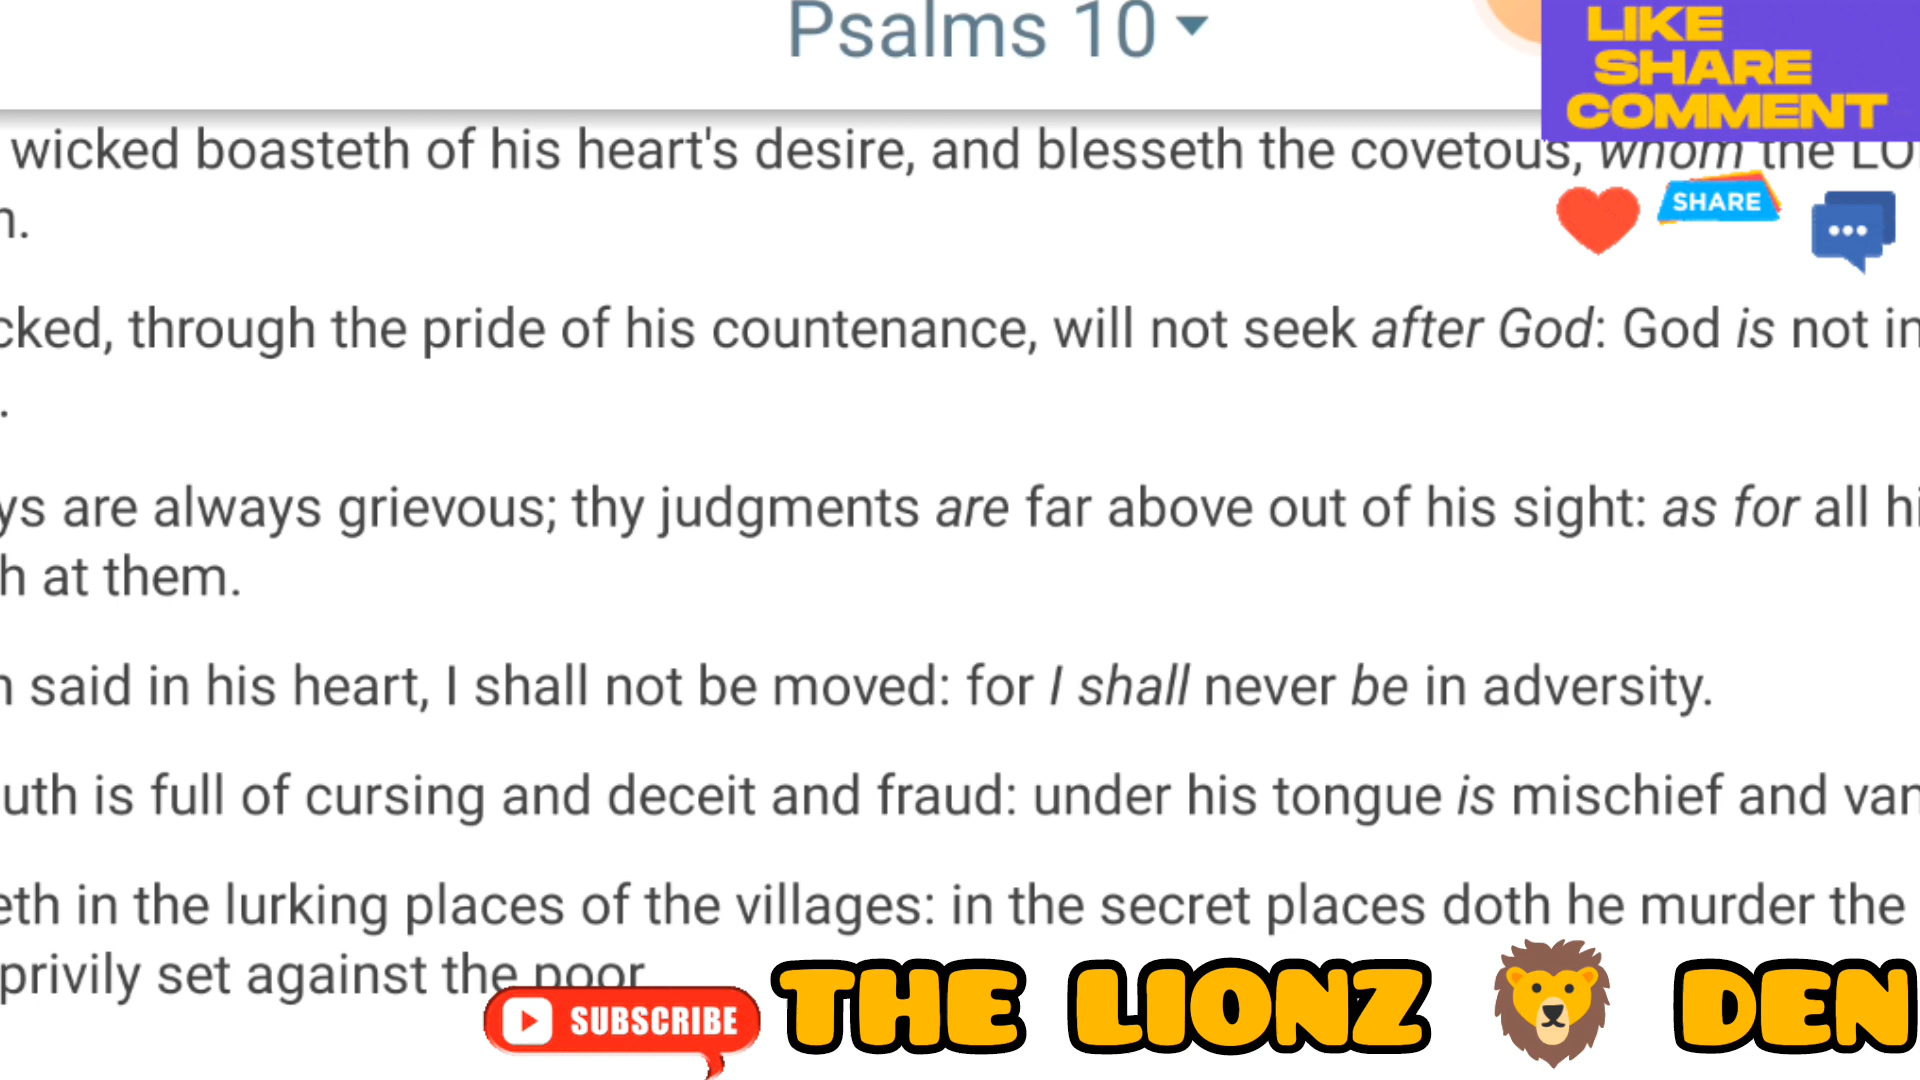 Psalms 10
LIKE
SHARE
COMMENT
wicked boasteth of his heart's desire, and blesseth the covetous, whom the LO
SHARE
n.
cked, through the pride of his countenance, will not seek after God: God is not in
.
ys are always grievous; thy judgments are far above out of his sight: as for all hi
h at them.
h said in his heart, I shall not be moved: for I shall never be in adversity.
uth is full of cursing and deceit and fraud: under his tongue is mischief and van
eth in the lurking places of the villages: in the secret places doth he murder the
privily set against the poor
SUBSCRIBE
THE LIONZ DEN